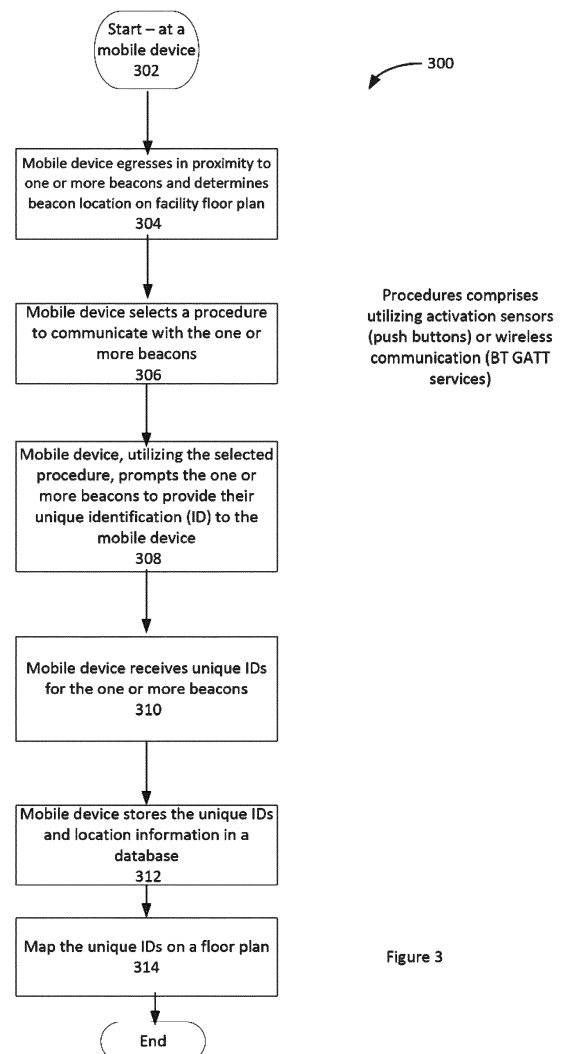 Start – at a
mobile device
302
300
Mobile device egresses in proximity to
one or more beacons and determines
beacon location on facility floor plan
304
Mobile device selects a procedure
to communicate with the one or
more beacons
306
Procedures comprises
utilizing activation sensors
(push buttons) or wireless
communication (BT GATT
services)
Mobile device, utilizing the selected
procedure, prompts the one or
more beacons to provide their
unique identification (ID) to the
mobile device
308
Mobile device receives unique IDs
for the one or more beacons
310
Mobile device stores the unique IDs
and location information in a
database
312
Map the unique IDs on a floor plan
314
Figure 3
End